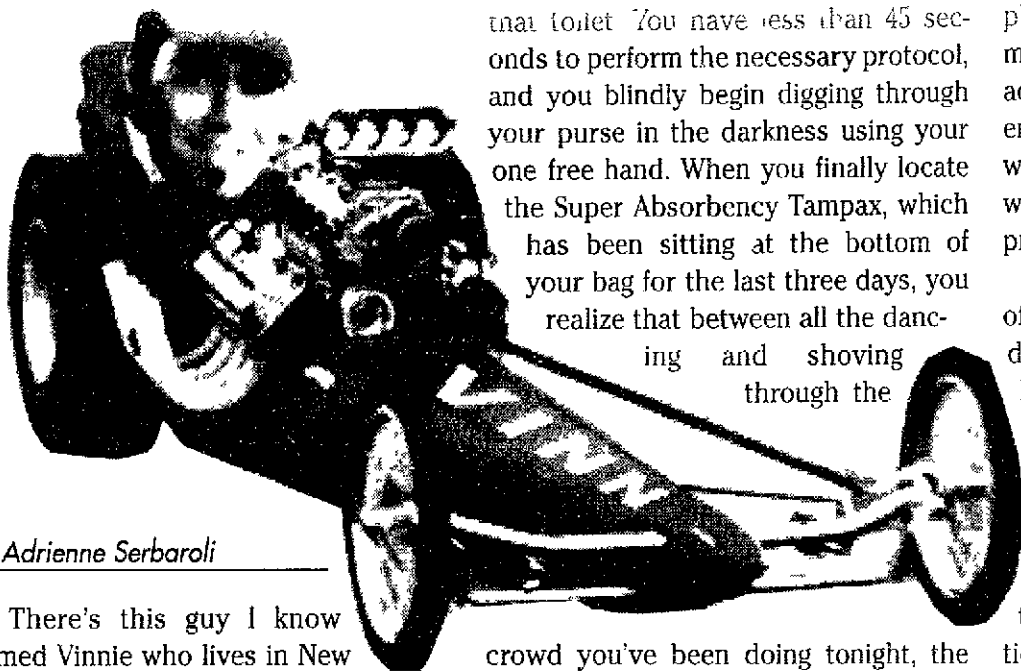 Adrienne Serbaroli
There's this guy I know
med Vinnie who lives in New
VINN
that toilet You have less than 45 sec-
onds to perform the necessary protocol,
and you blindly begin digging through
your purse in the darkness using your
one free hand. When you finally locate
the Super Absorbency Tampax, which
has been sitting at the bottom of
your bag for the last three days, you
realize that between all the danc-
ing and shoving
through the
crowd you've been doing tonight, the